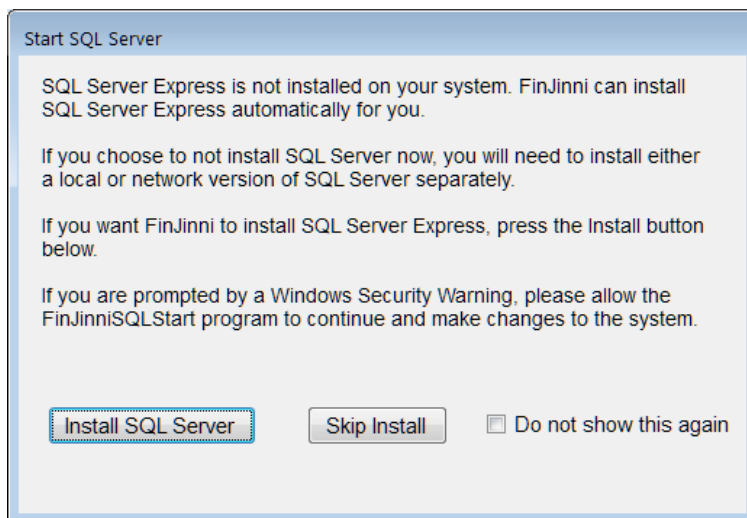 Start SQL Server
SQL Server Express is not installed on your system. FinJinni can install
SQL Server Express automatically for you.
If you choose to not install SQL Server now, you will need to install either
a local or network version of SQL Server separately.
If you want FinJinni to install SQL Server Express, press the Install button
below.
If you are prompted by a Windows Security Warning, please allow the
FinJinniSQLStart program to continue and make changes to the system.
Install SQL Server Skip Install Do not show this again